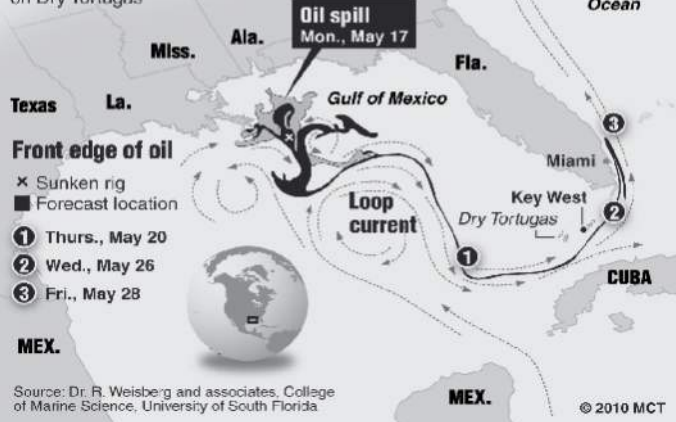 on Dry Tortugas
Ocean
Oil spill
Mon., May 17
Ala.
Miss.
Fla.
Texas
La.
Gulf of Mexico
3
Front edge of oil
Miami
× Sunken rig
Forecast location
Loop
current
Key West
Dry Tortugas
2
1 Thurs., May 20
2 Wed., May 26
1
3 Fri., May 28
CUBA
MEX.
Source: Dr. R. Weisberg and associates, College
of Marine Science, University of South Florida
MEX.
© 2010 MCT